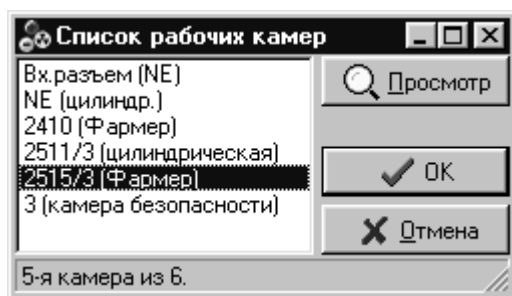 Список рабочих камер
Вх.разъем (NE)
NE (цилиндр.)
2410 (Фармер)
2511/3 (цилиндрическая)
2515/3 (Фармер)
3 (камера безопасности)
Просмотр
OK
Отмена
5-я камера из 6.